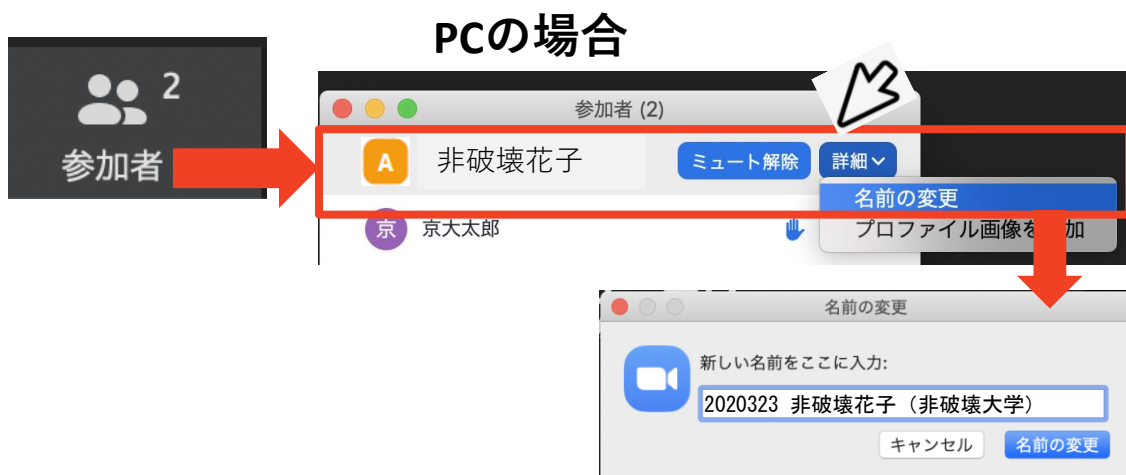 PCの場合
2
参加者
参加者 (2)
A
非破壊花子
ミュート解除
詳細
名前の変更
京
京大太郎
プロファイル画像を 加
名前の変更
新しい名前をここに入力:
2020323 非破壊花子（非破壊大学）
キャンセル
名前の変更